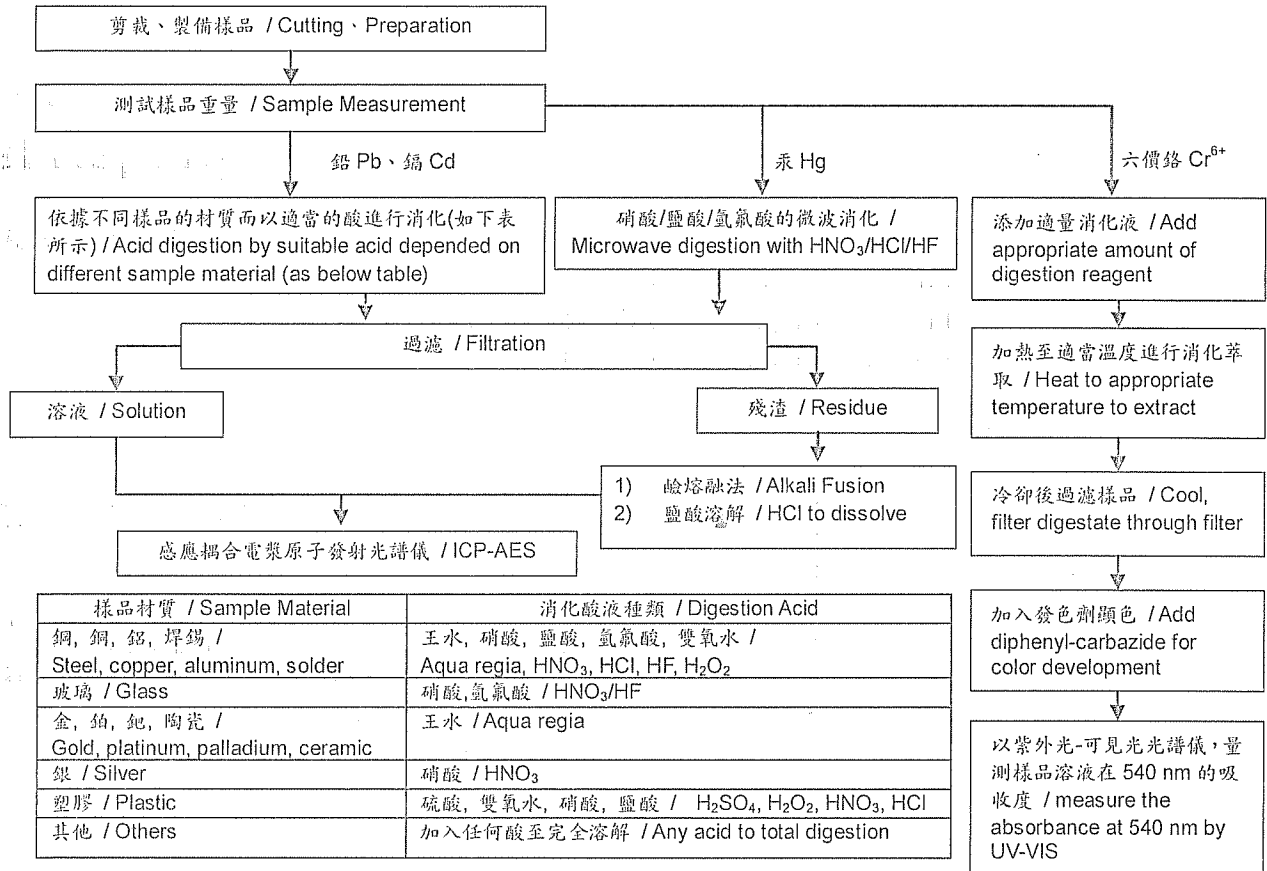 剪裁、製備樣品 / Cutting、Preparation
測試樣品重量 / Sample Measurement
鉛 Pb、鎘 Cd
汞 Hg
六價鉻 Cr⁶⁺
依據不同樣品的材質而以適當的酸進行消化(如下表
所示) / Acid digestion by suitable acid depended on
different sample material (as below table)
硝酸/鹽酸/氫氟酸的微波消化 /
Microwave digestion with HNO₃/HCl/HF
添加適量消化液 / Add
appropriate amount of
digestion reagent
過濾 / Filtration
加熱至適當溫度進行消化萃
取 / Heat to appropriate
temperature to extract
溶液 / Solution
殘渣 / Residue
1) 鹼熔融法 / Alkali Fusion
2) 鹽酸溶解 / HCl to dissolve
冷卻後過濾樣品 / Cool,
filter digestate through filter
感應耦合電漿原子發射光譜儀 / ICP-AES
樣品材質 / Sample Material
消化酸液種類 / Digestion Acid
鋼, 銅, 鋁, 焊錫 /
Steel, copper, aluminum, solder
王水, 硝酸, 鹽酸, 氫氟酸, 雙氧水 /
Aqua regia, HNO₃, HCl, HF, H₂O₂
玻璃 / Glass
硝酸,氫氟酸 / HNO₃/HF
金, 鉑, 鈀, 陶瓷 /
Gold, platinum, palladium, ceramic
王水 / Aqua regia
銀 / Silver
硝酸 / HNO₃
塑膠 / Plastic
硫酸, 雙氧水, 硝酸, 鹽酸 / H₂SO₄, H₂O₂, HNO₃, HCl
其他 / Others
加入任何酸至完全溶解 / Any acid to total digestion
加入發色劑顯色 / Add
diphenyl-carbazide for
color development
以紫外光-可見光光譜儀，量
測樣品溶液在 540 nm 的吸
收度 / measure the
absorbance at 540 nm by
UV-VIS